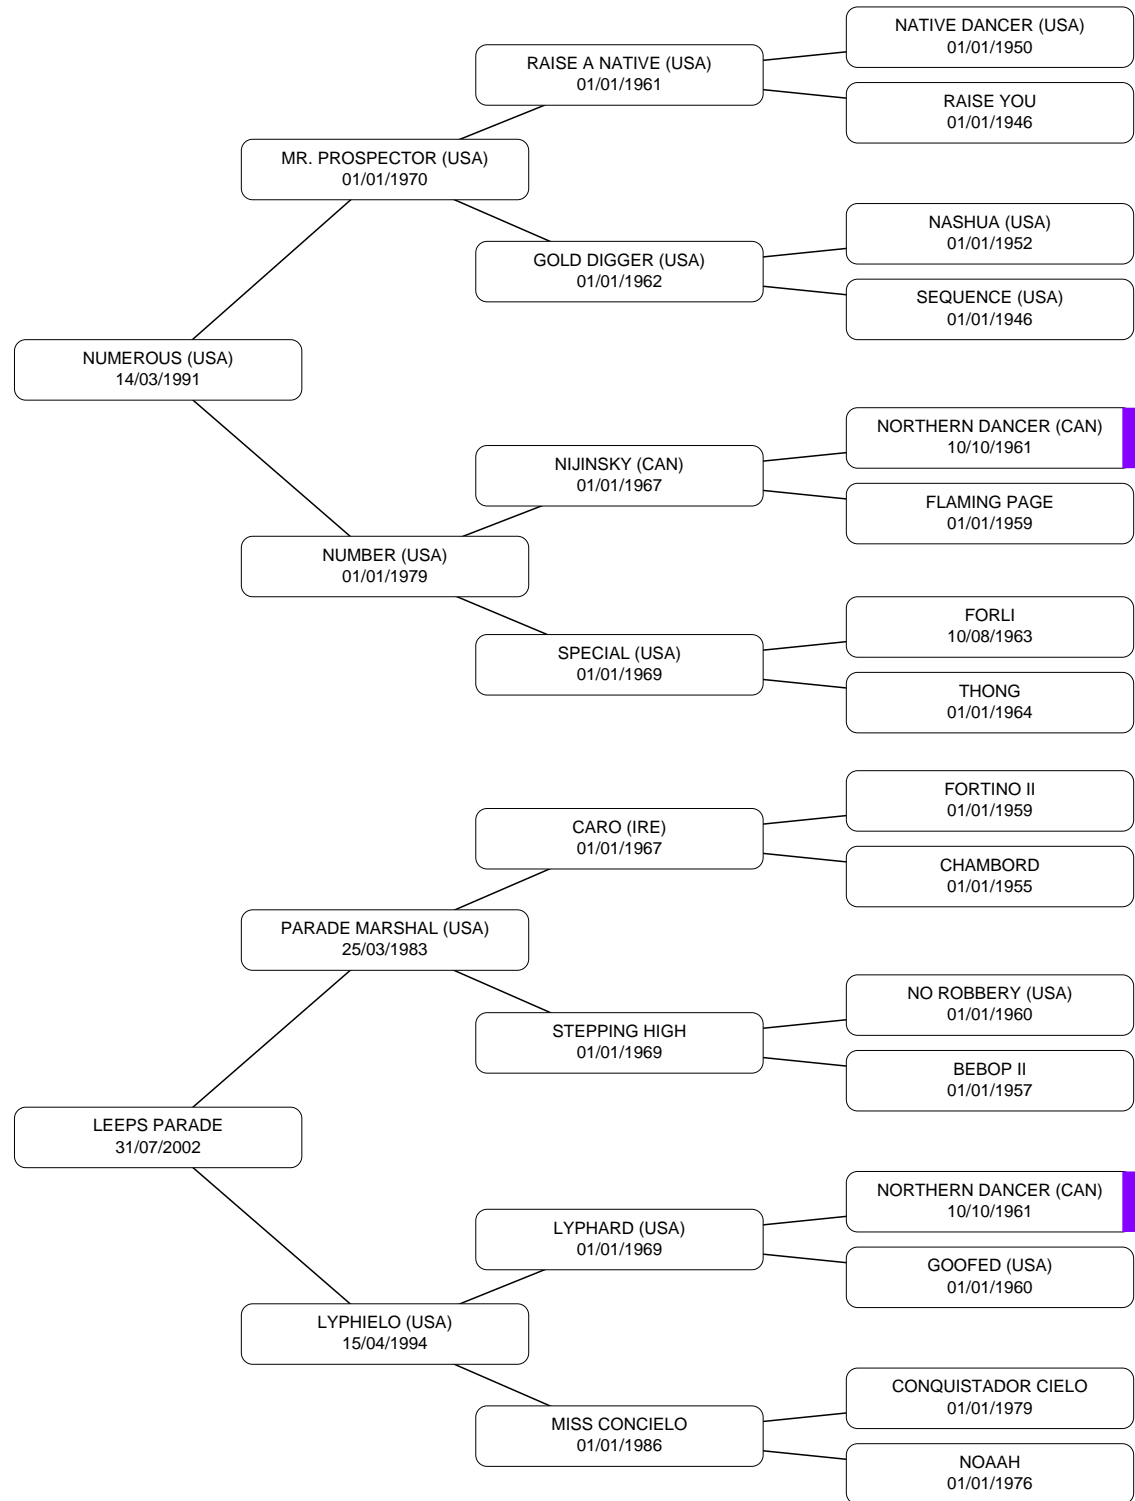 NATIVE DANCER (USA)
01/01/1950
RAISE A NATIVE (USA)
01/01/1961
RAISE YOU
01/01/1946
MR. PROSPECTOR (USA)
01/01/1970
NASHUA (USA)
01/01/1952
GOLD DIGGER (USA)
01/01/1962
SEQUENCE (USA)
01/01/1946
NUMEROUS (USA)
14/03/1991
NORTHERN DANCER (CAN)
10/10/1961
NIJINSKY (CAN)
01/01/1967
FLAMING PAGE
01/01/1959
NUMBER (USA)
01/01/1979
FORLI
10/08/1963
SPECIAL (USA)
01/01/1969
THONG
01/01/1964
FORTINO II
01/01/1959
CARO (IRE)
01/01/1967
CHAMBORD
01/01/1955
PARADE MARSHAL (USA)
25/03/1983
NO ROBBERY (USA)
01/01/1960
STEPPING HIGH
01/01/1969
BEBOP II
01/01/1957
LEEPS PARADE
31/07/2002
NORTHERN DANCER (CAN)
10/10/1961
LYPHARD (USA)
01/01/1969
GOOFED (USA)
01/01/1960
LYPHIELO (USA)
15/04/1994
CONQUISTADOR CIELO
01/01/1979
MISS CONCIELO
01/01/1986
NOAAH
01/01/1976